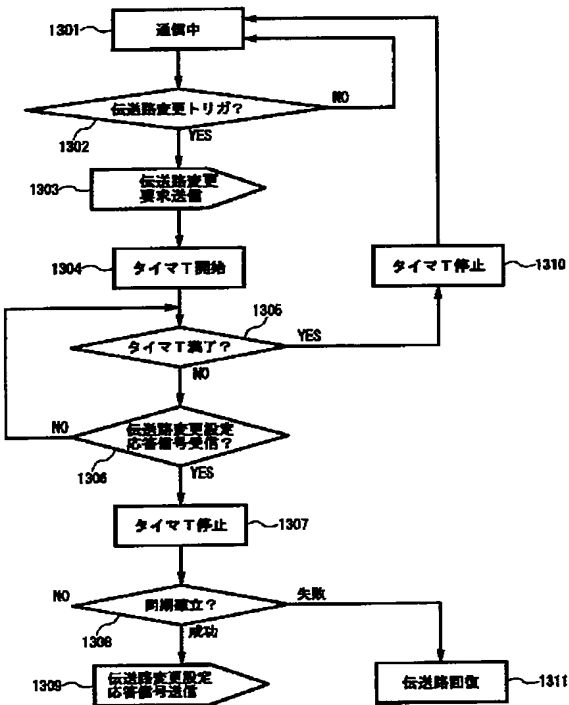 1301
通信中
伝送路変更トリガ?
NO
1302
YES
1303
伝送路変更
要求送信
1304
タイマT開始
タイマT停止
1310
1305
タイマT満了?
YES
NO
NO
伝送路変更設定
応答信号受信?
1306
YES
タイマT停止
1307
NO
同期確立?
失敗
1308
成功
1309
伝送路変更設定
応答信号送信
伝送路回復
1311